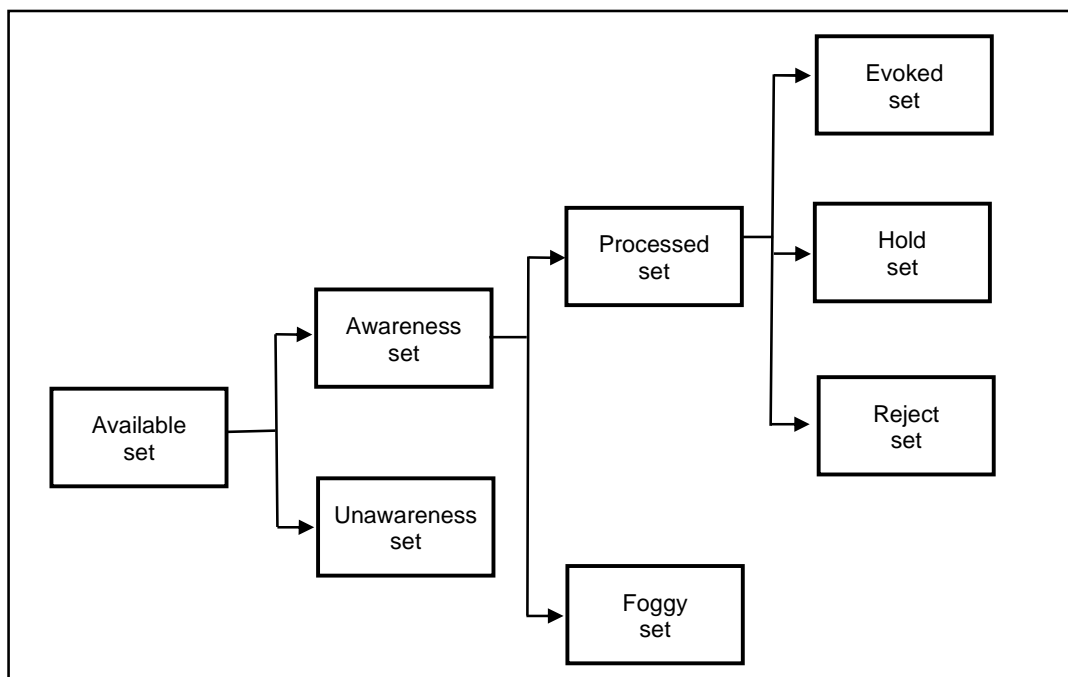 Evoked
set
Processed
set
Hold
set
Awareness
set
Available
set
Reject
set
Unawareness
set
Foggy
set